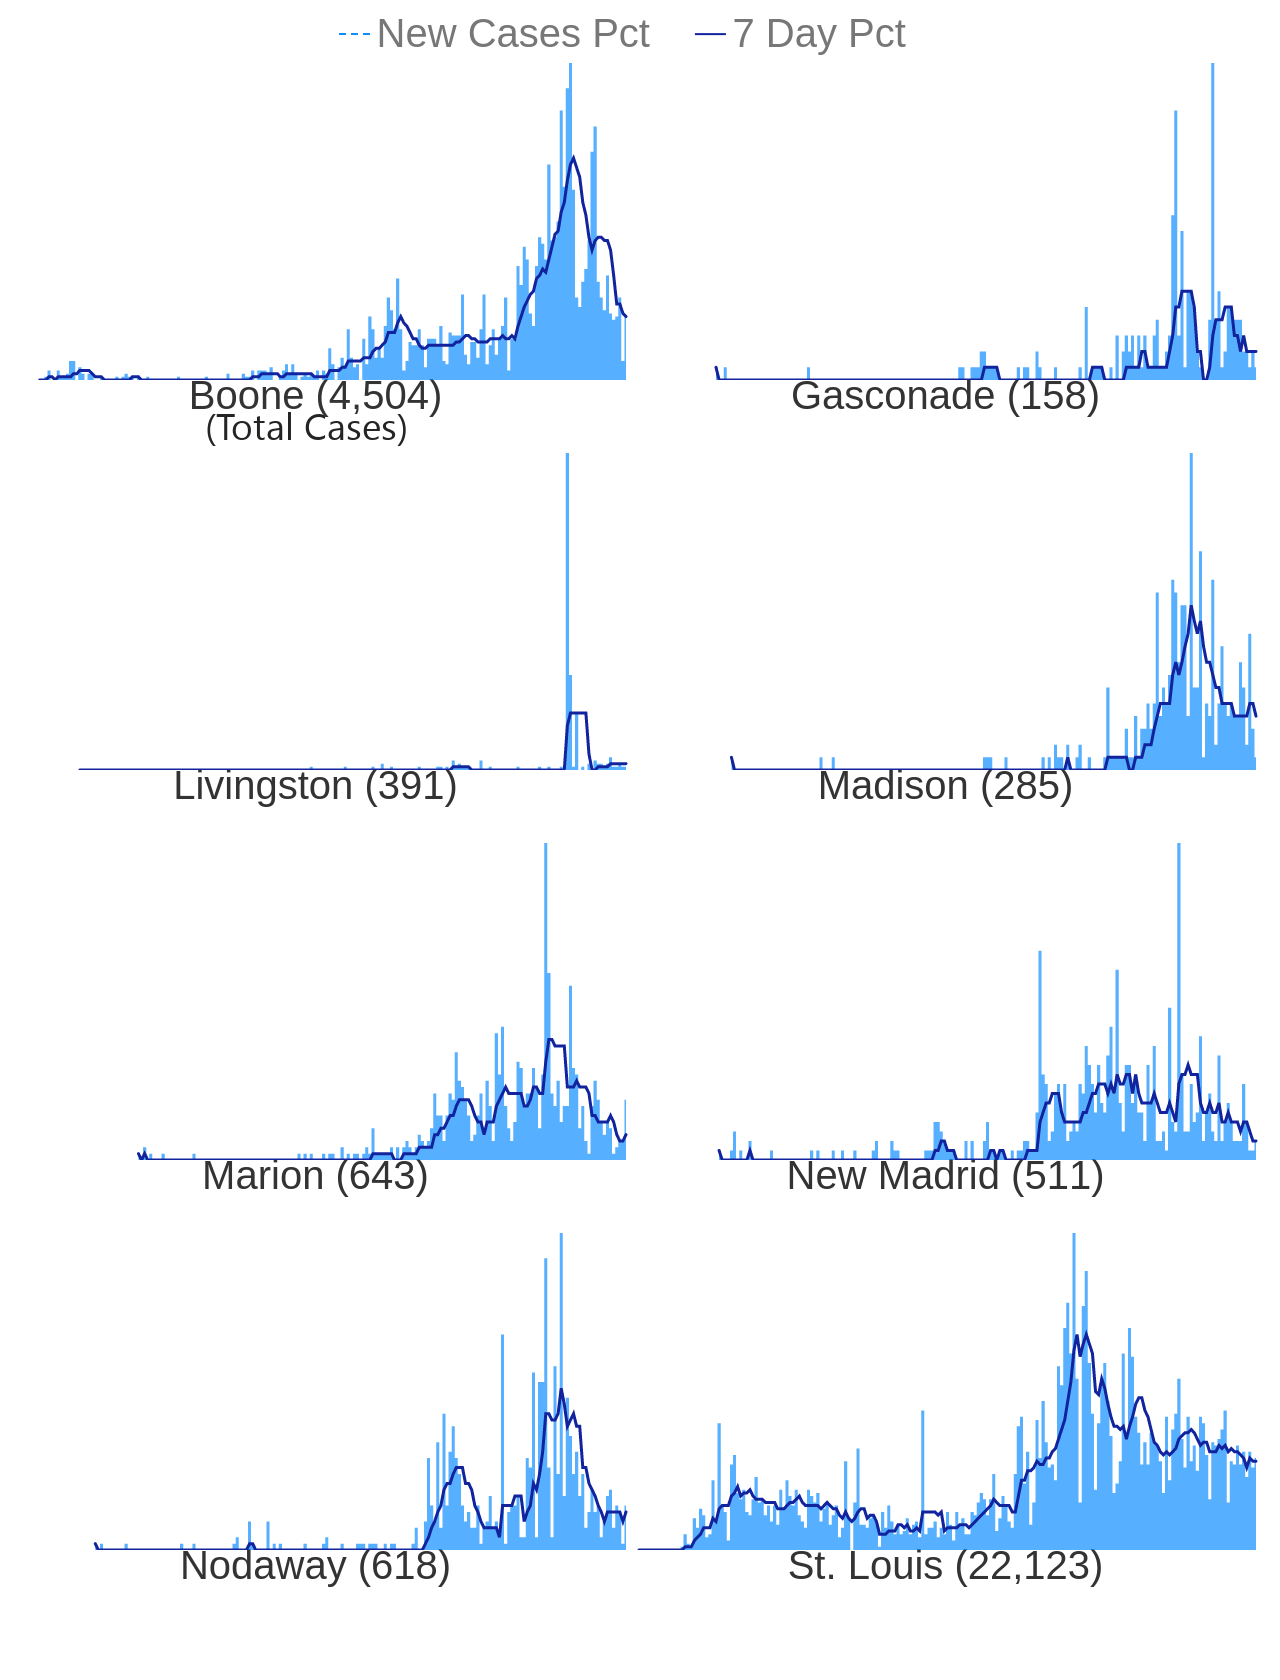 New Cases Pct 7 Day Pct
Boone (4,504) Gasconade (158)
(Total Cases)
Livingston (391) Madison (285)
Marion (643) New Madrid (511)
Nodaway (618) St. Louis (22,123)